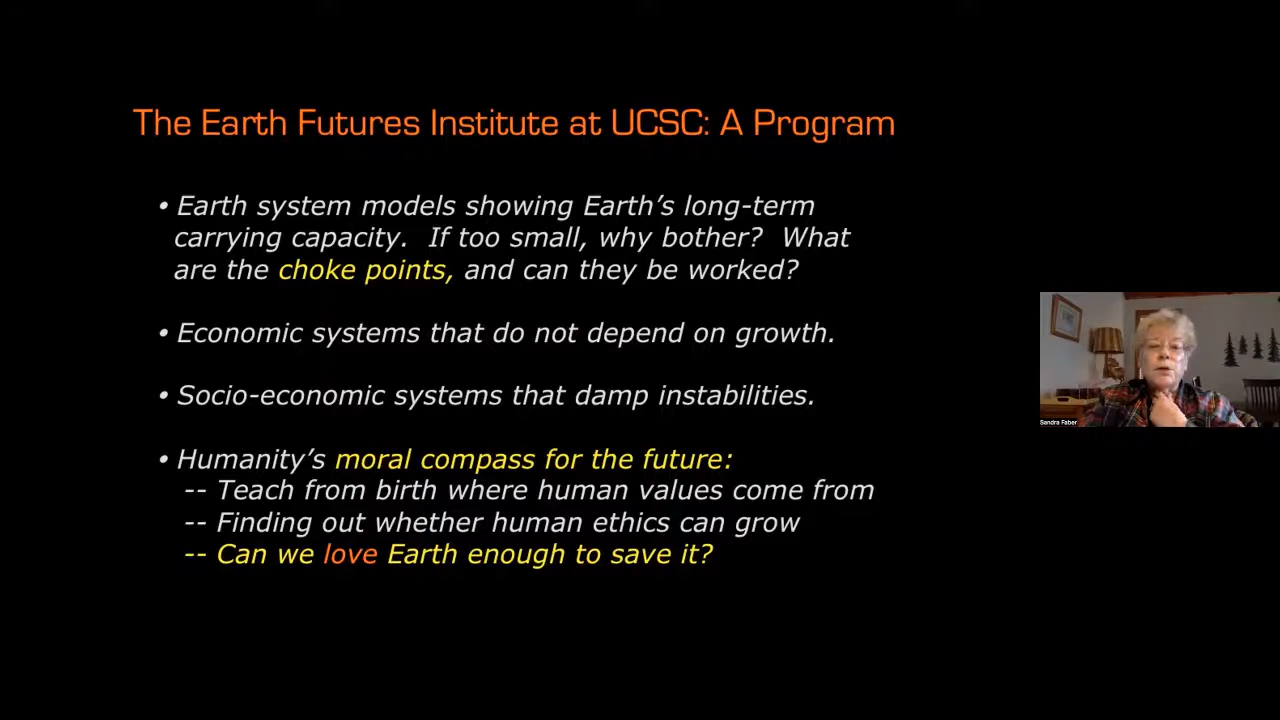 The Earth Futures Institute at UCSC: A Program
• Earth system models showing Earth’s long-term
carrying capacity.  If too small, why bother?  What
are the choke points, and can they be worked?
• Economic systems that do not depend on growth.
• Socio-economic systems that damp instabilities.
• Humanity’s moral compass for the future:
-- Teach from birth where human values come from
-- Finding out whether human ethics can grow
-- Can we love Earth enough to save it?
Sandra Faber